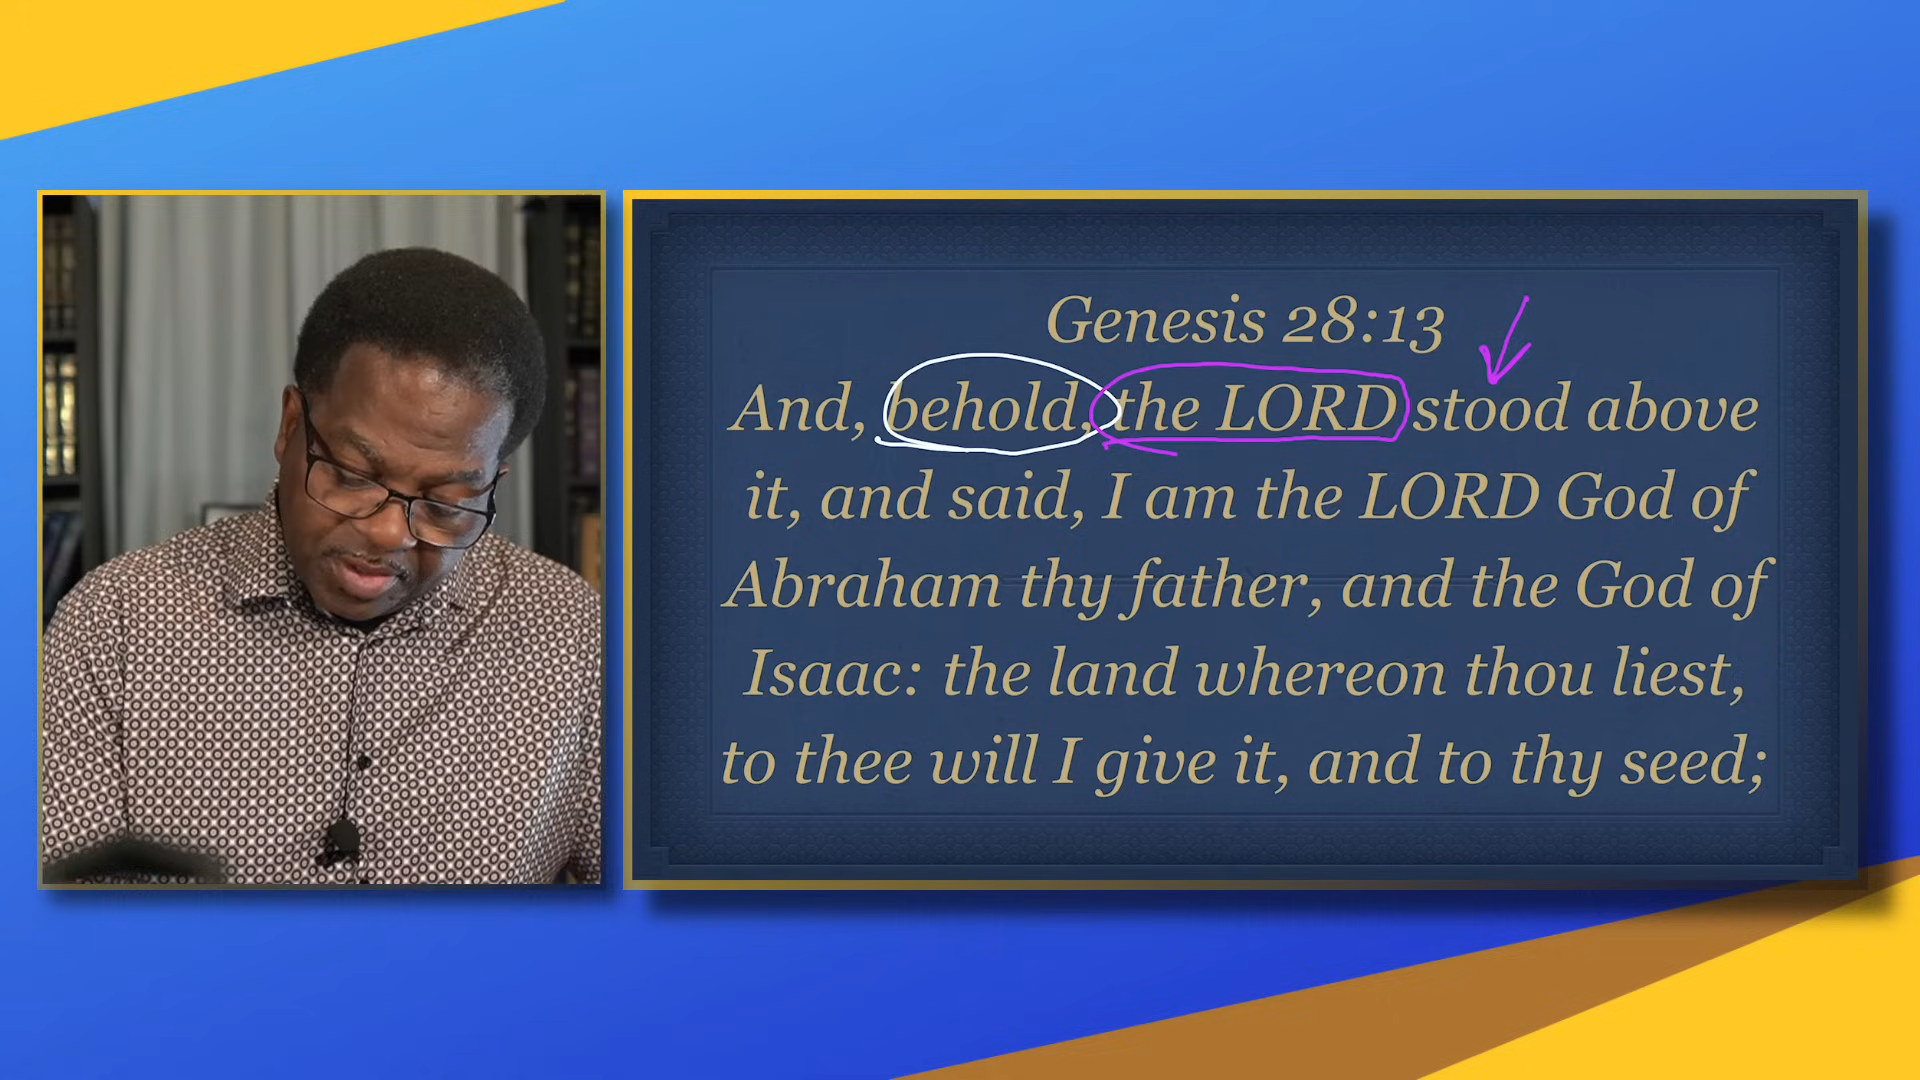 Genesis 28:13
And, behold, the LORD stood above
it, and said, I am the LORD God of
Abraham thy father, and the God of
Isaac: the land whereon thou liest,
to thee will I give it, and to thy seed;